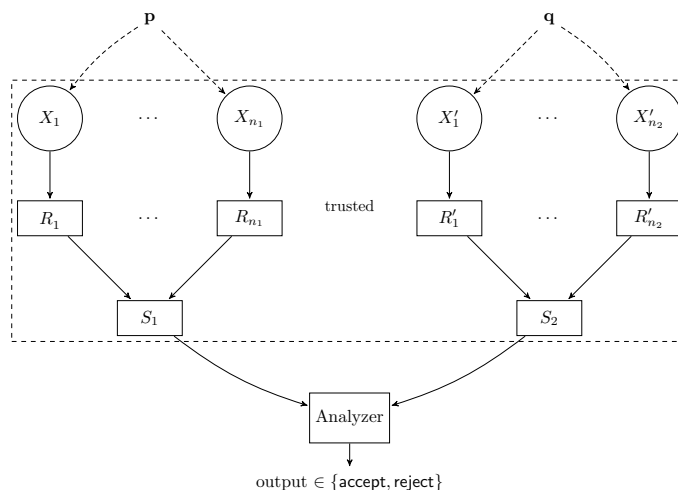 p q
X₁ ⋯ Xₙ₁ X′₁ ⋯ X′ₙ₂
R₁ ⋯ Rₙ₁ trusted R′₁ ⋯ R′ₙ₂
S₁ S₂
Analyzer
output ∈ {accept, reject}